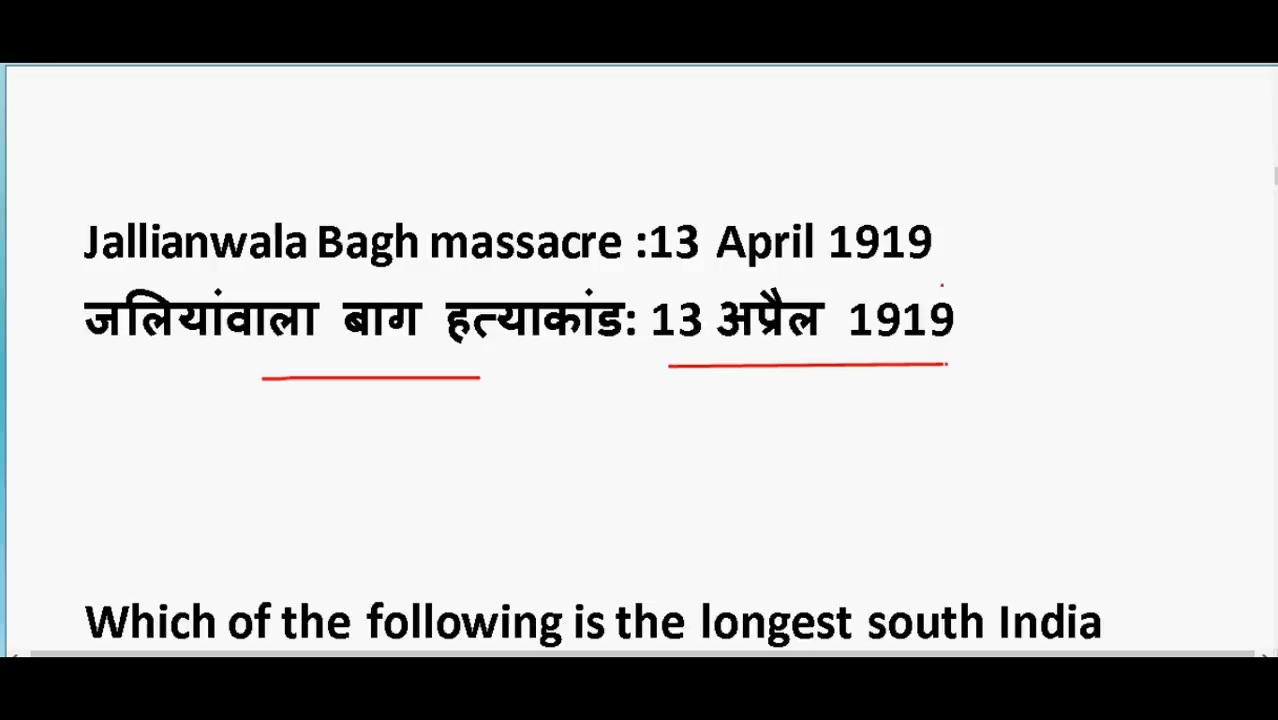 Jallianwala Bagh massacre :13 April 1919
जलियांवाला बाग हत्याकांड: 13 अप्रैल 1919
Which of the following is the longest south India